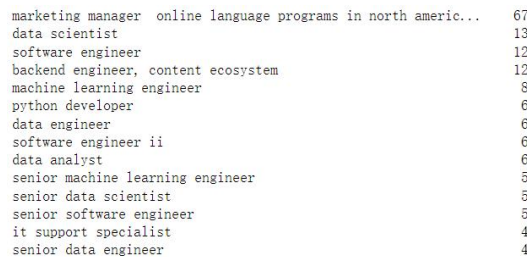 marketing manager  online language programs in north americ...    67
data scientist    13
software engineer    12
backend engineer, content ecosystem    12
machine learning engineer    8
python developer    6
data engineer    6
software engineer ii    6
data analyst    6
senior machine learning engineer    5
senior data scientist    5
senior software engineer    5
it support specialist    4
senior data engineer    4